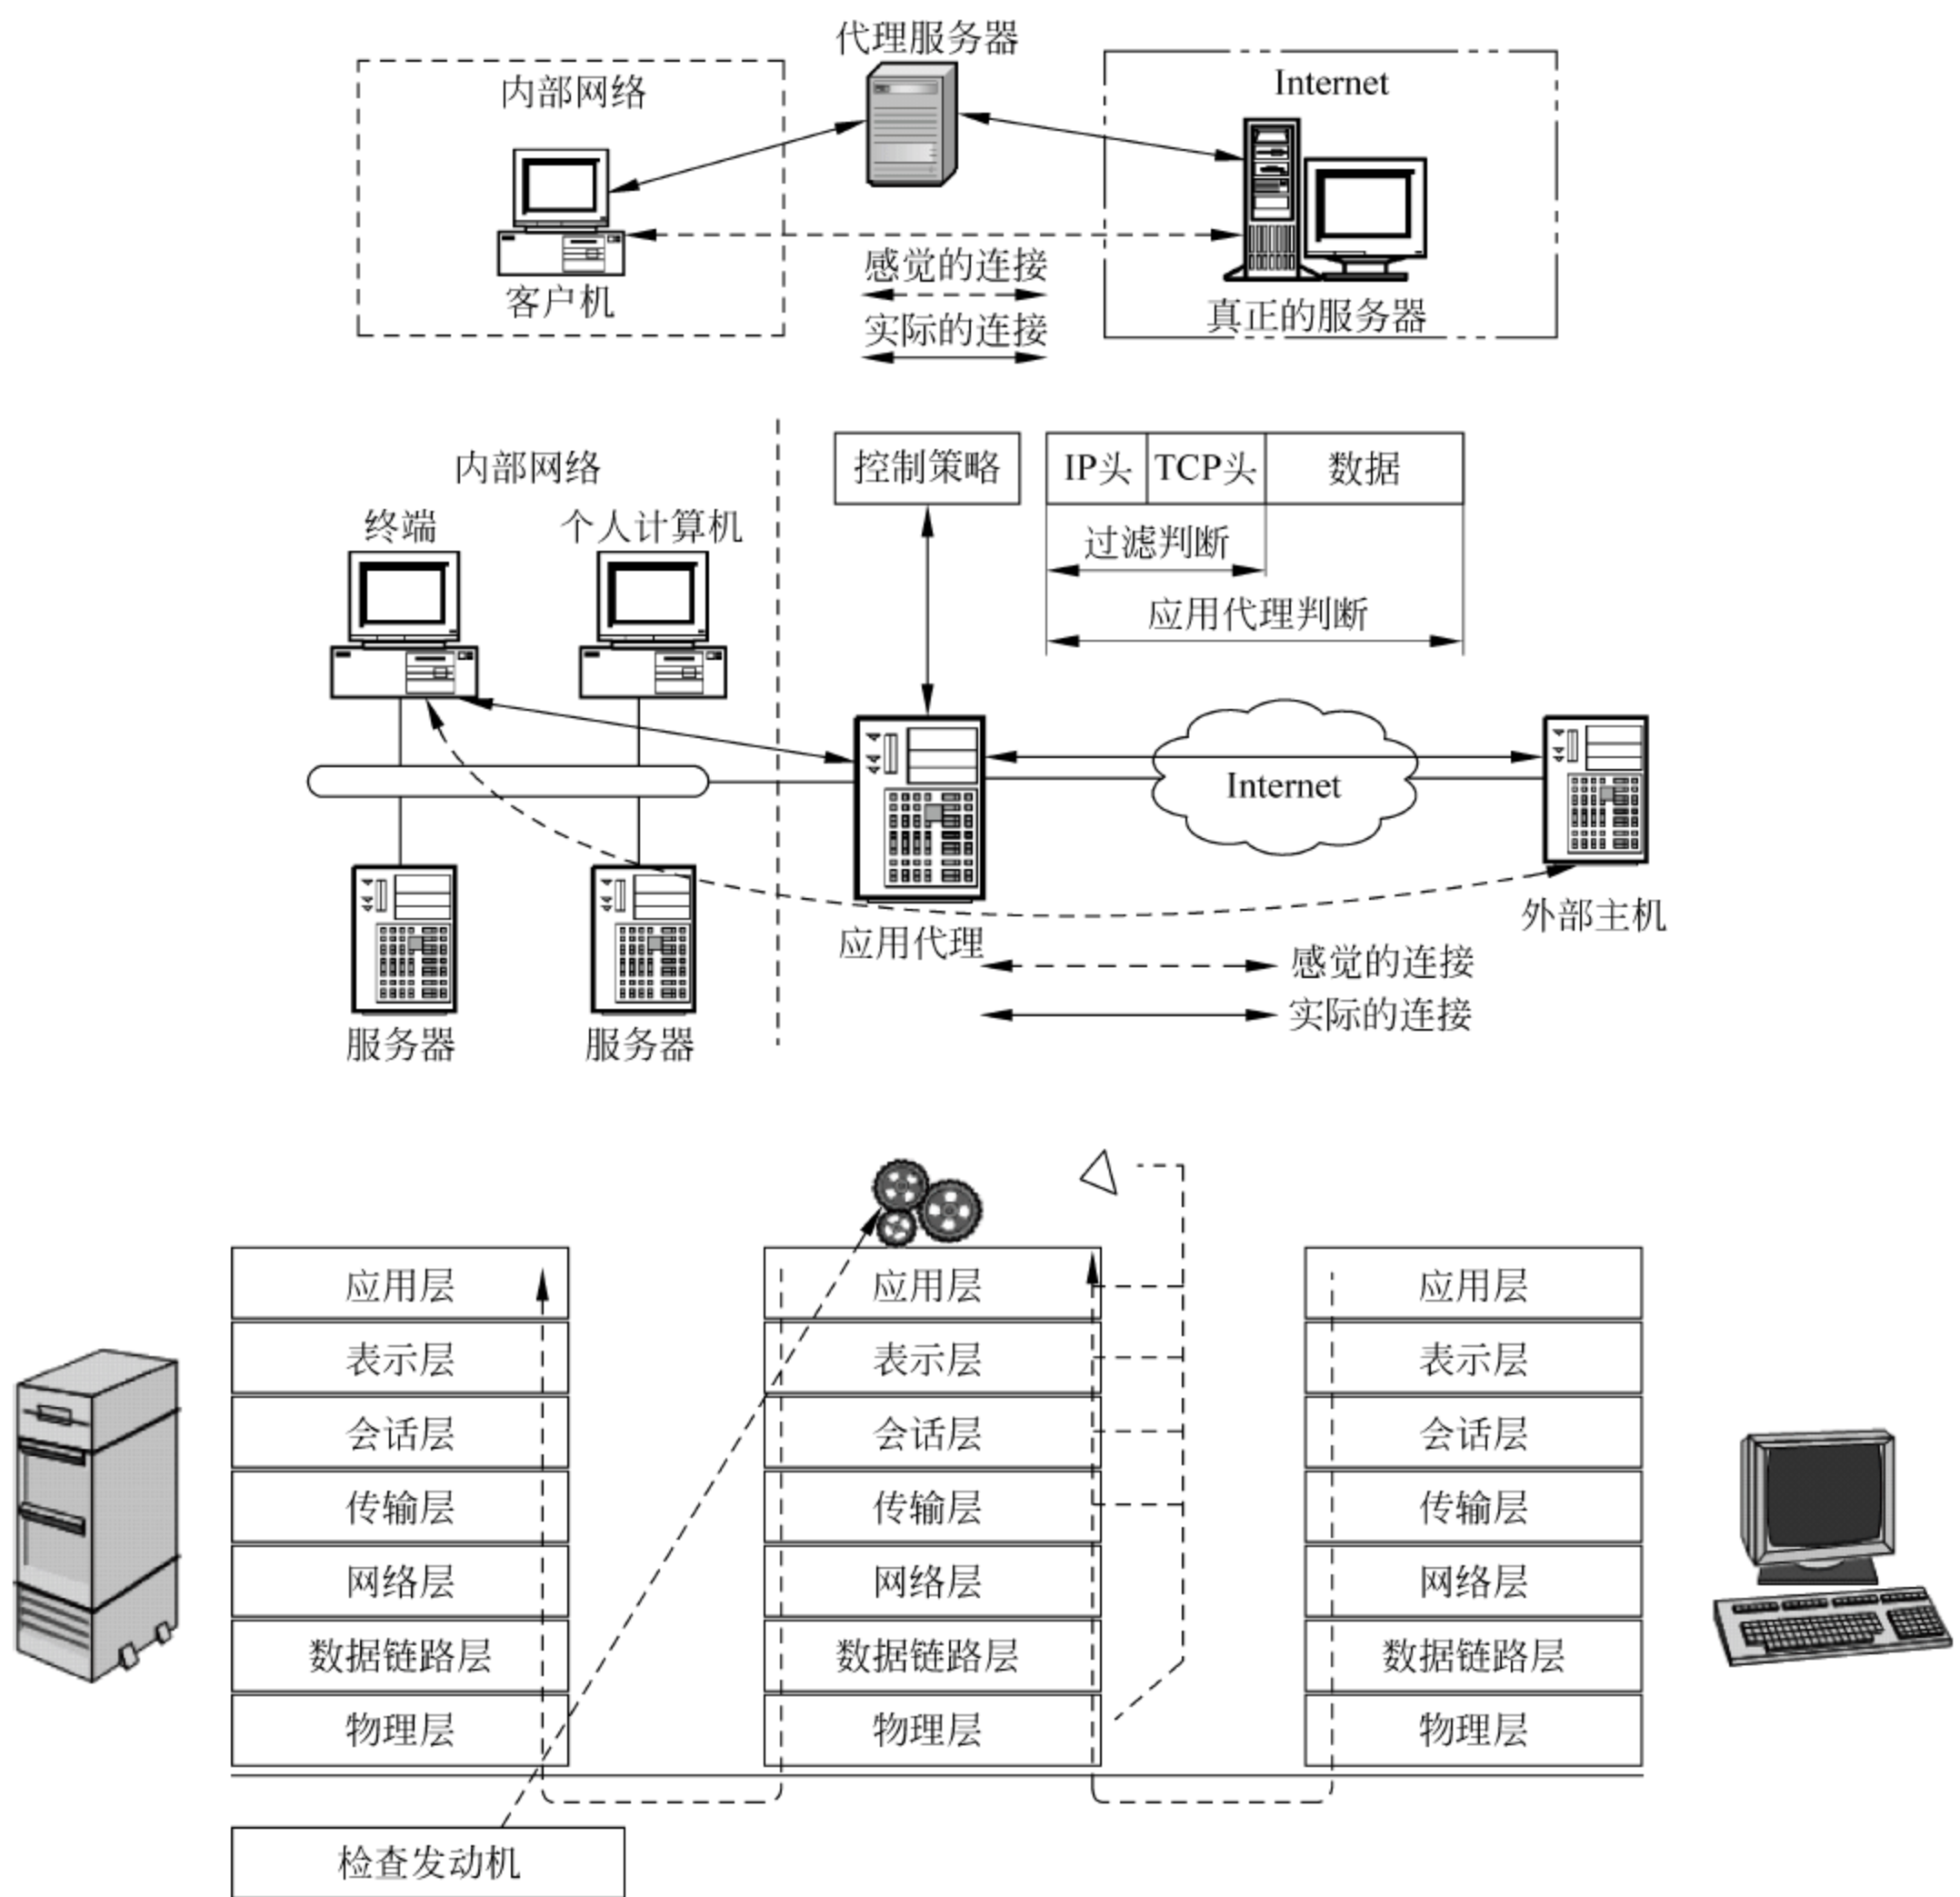 代理服务器
内部网络
Internet
客户机
感觉的连接
实际的连接
真正的服务器
内部网络
控制策略
IP头
TCP头
数据
终端
个人计算机
过滤判断
应用代理判断
Internet
应用代理
外部主机
服务器
服务器
感觉的连接
实际的连接
应用层
表示层
会话层
传输层
网络层
数据链路层
物理层
应用层
表示层
会话层
传输层
网络层
数据链路层
物理层
应用层
表示层
会话层
传输层
网络层
数据链路层
物理层
检查发动机